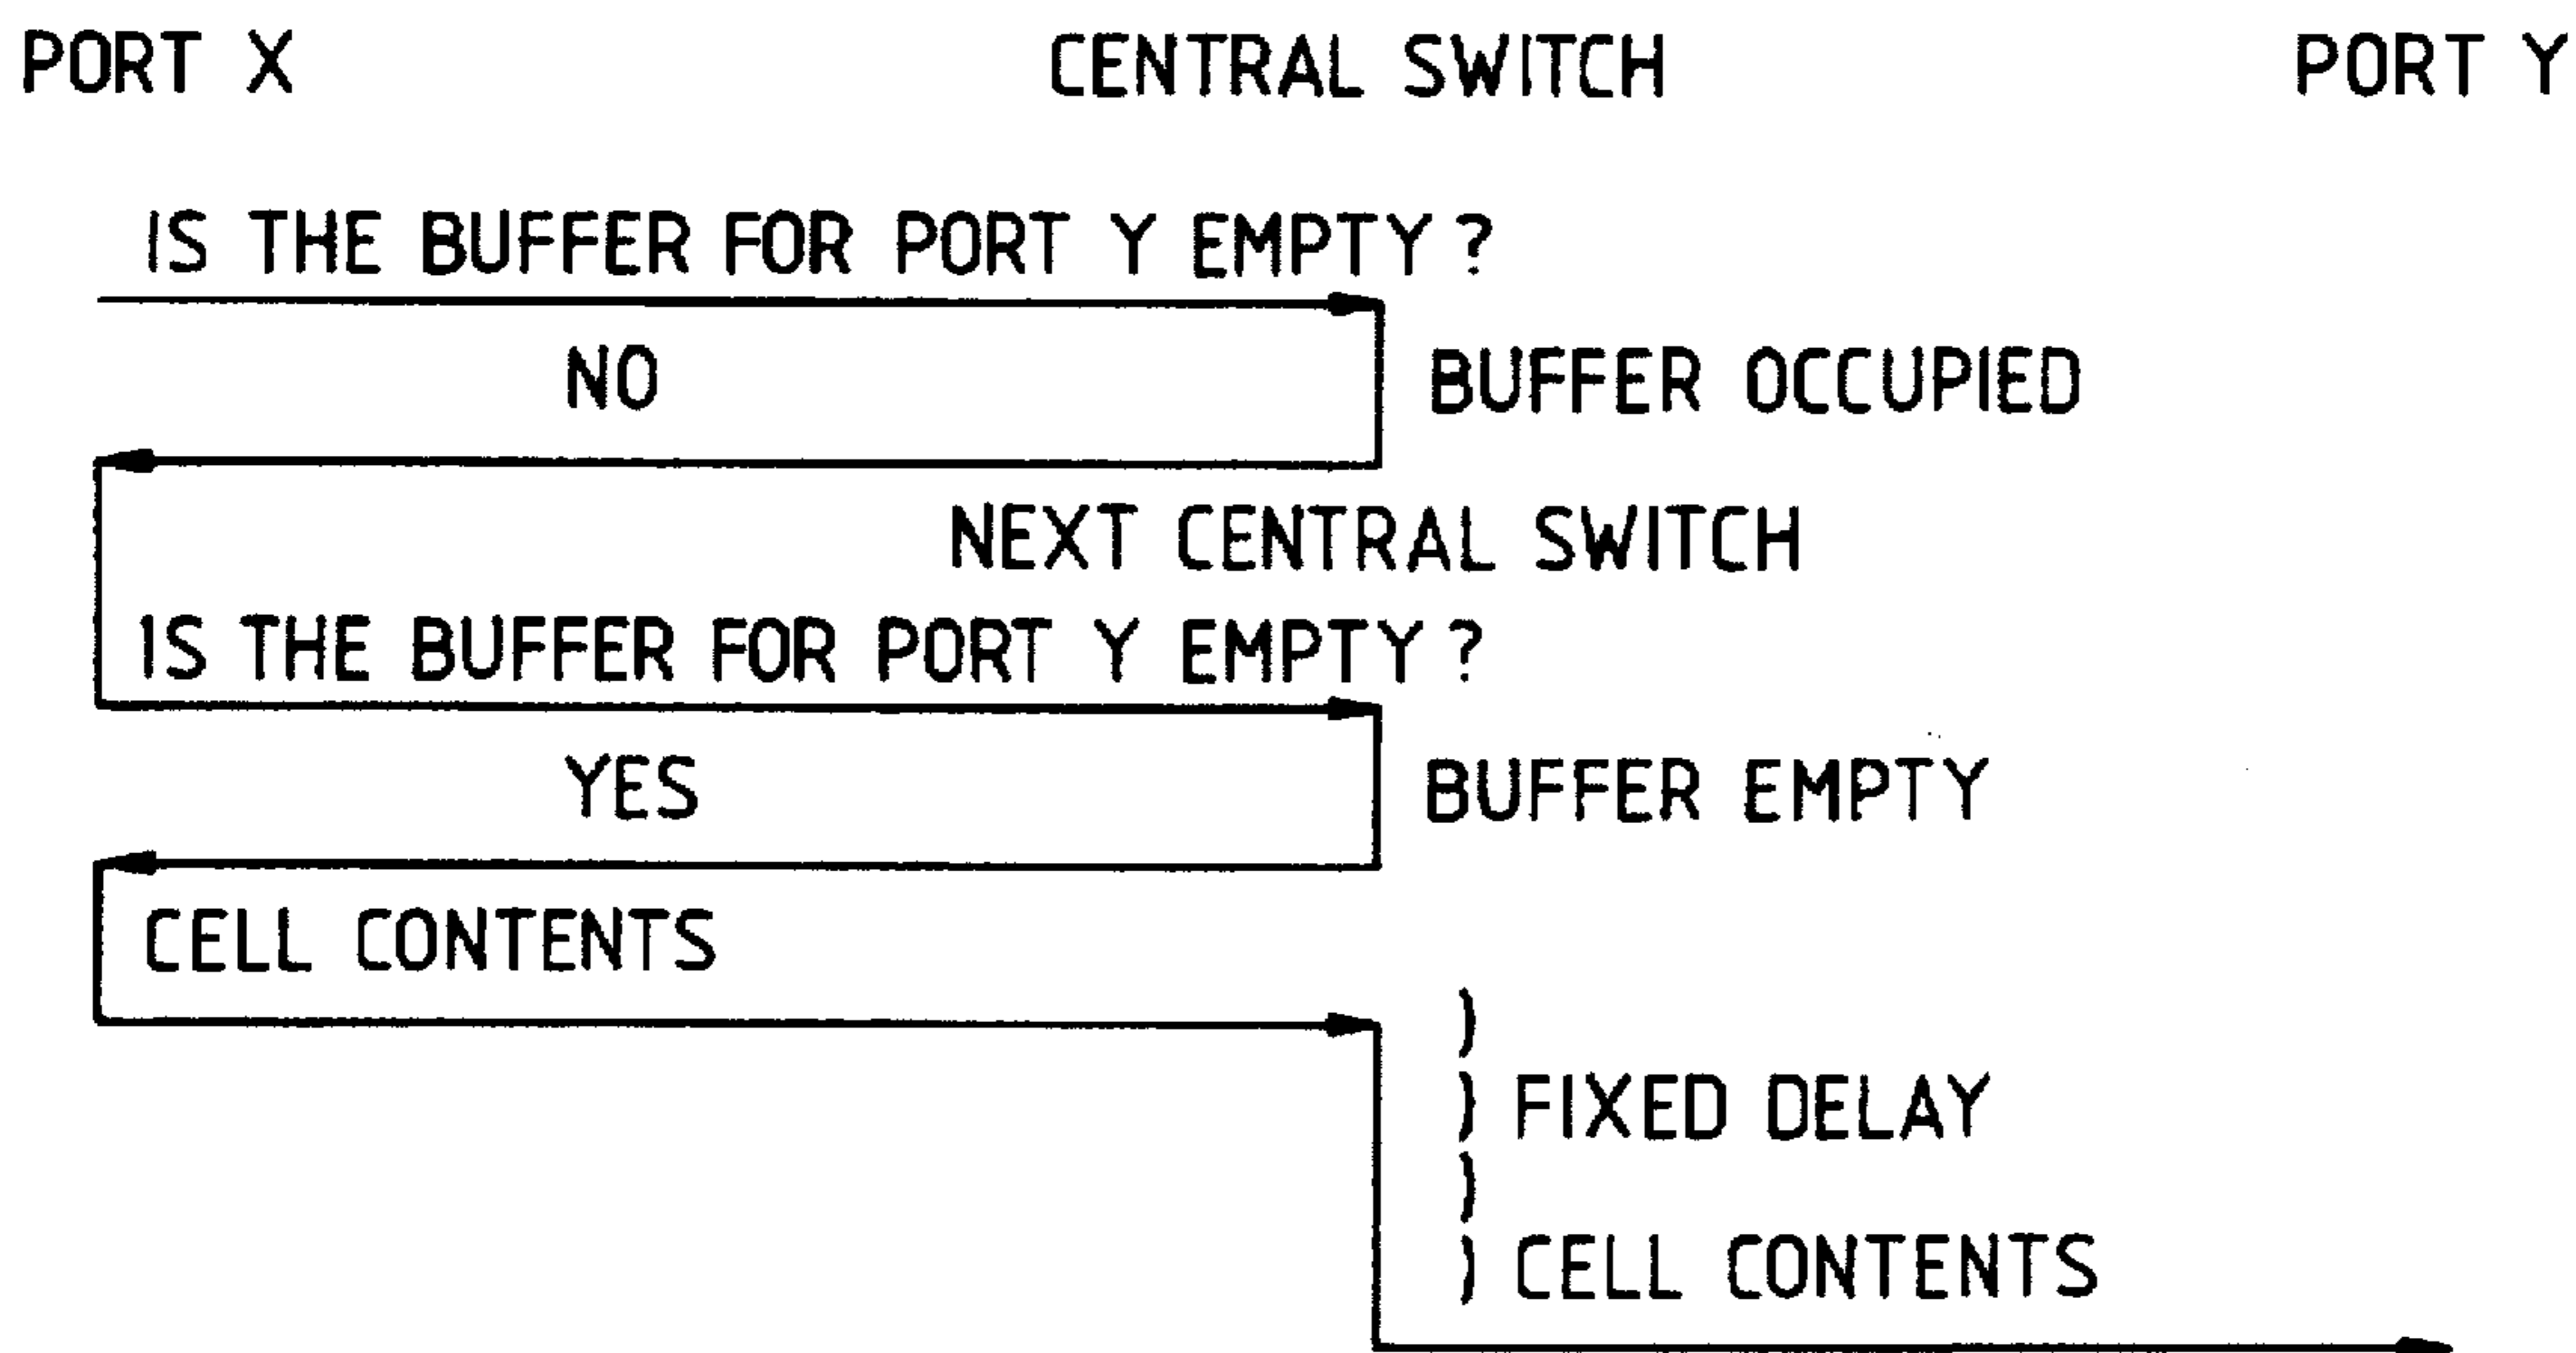 PORT X CENTRAL SWITCH PORT Y
IS THE BUFFER FOR PORT Y EMPTY?
NO BUFFER OCCUPIED
NEXT CENTRAL SWITCH
IS THE BUFFER FOR PORT Y EMPTY?
YES BUFFER EMPTY
CELL CONTENTS
)
) FIXED DELAY
)
) CELL CONTENTS